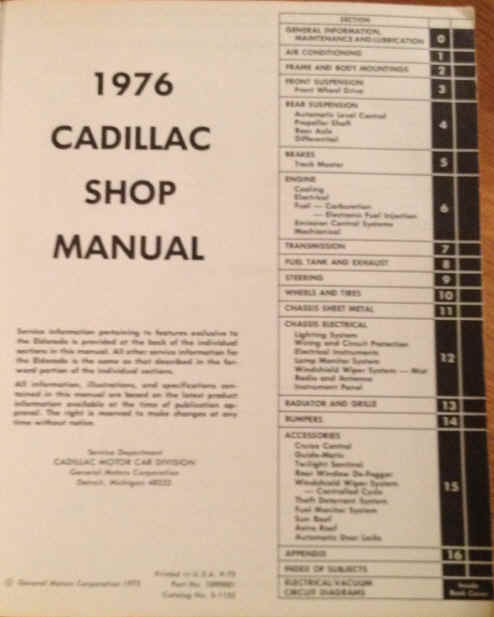 1976
CADILLAC
SHOP
MANUAL
Service information pertaining to features exclusive to
the Eldorado is provided at the back of the individual
sections in this manual. All other service information for
the Eldorado is the same as that described in the for-
ward portion of the individual sections.
All information, illustrations, and specifications con-
tained in this manual are based on the latest product
information available at the time of publication ap-
proval. The right is reserved to make changes at any
time without notice.
Service Department
CADILLAC MOTOR CAR DIVISION
General Motors Corporation
Detroit, Michigan 48232
© General Motors Corporation 1975
Printed in U.S.A.
Part No.
Catalog No.
SECTION
GENERAL INFORMATION,
MAINTENANCE AND LUBRICATION 0
AIR CONDITIONING 1
FRAME AND BODY MOUNTINGS 2
FRONT SUSPENSION 3
Front Wheel Drive
REAR SUSPENSION
Automatic Level Control
Propeller Shaft 4
Rear Axle
Differential
BRAKES 5
Track Master
ENGINE
Cooling
Electrical
Fuel — Carburetion 6
— Electronic Fuel Injection
Emission Control Systems
Mechanical
TRANSMISSION 7
FUEL TANK AND EXHAUST 8
STEERING 9
WHEELS AND TIRES 10
CHASSIS SHEET METAL 11
CHASSIS ELECTRICAL
Lighting System
Wiring and Circuit Protection
Electrical Instruments 12
Lamp Monitor System
Windshield Wiper System —
Radio and Antenna
Instrument Panel
RADIATOR AND GRILLE 13
BUMPERS 14
ACCESSORIES
Cruise Control
Guide-Matic
Twilight Sentinel
Rear Window De-Fogger
Windshield Wiper System 15
— Controlled Cycle
Theft Deterrent System
Fuel Monitor System
Sun Roof
Astro Roof
Automatic Door Locks
APPENDIX 16
INDEX OF SUBJECTS
ELECTRICAL/VACUUM Inside
CIRCUIT DIAGRAMS Back Cover